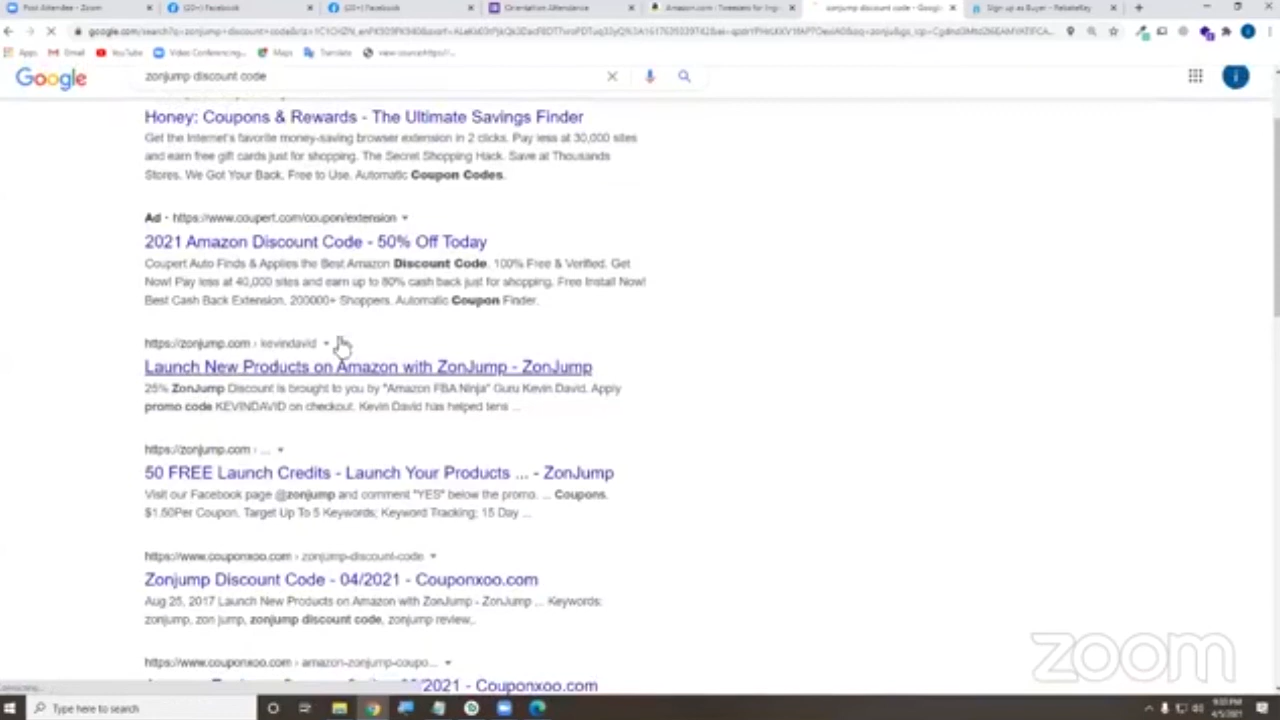 Post Attendee - Zoom
(20+) Facebook
(20+) Facebook
Orientation Attendance
Amazon.com : Tweezers for Ing
zonjump discount code - Googl
Sign up as Buyer - RebateKey
Apps
Gmail
YouTube
Video Conferencing...
Maps
Translate
view-source:https://...
Google
zonjump discount code
Honey: Coupons & Rewards - The Ultimate Savings Finder
Get the Internet's favorite money-saving browser extension in 2 clicks. Pay less at 30,000 sites
and earn free gift cards just for shopping. The Secret Shopping Hack. Save at Thousands
Stores. We Got Your Back. Free to Use. Automatic Coupon Codes.
Ad · https://www.coupert.com/coupon/extension
2021 Amazon Discount Code - 50% Off Today
Coupert Auto Finds & Applies the Best Amazon Discount Code. 100% Free & Verified. Get
Now! Pay less at 40,000 sites and earn up to 80% cash back just for shopping. Free Install Now!
Best Cash Back Extension. 200000+ Shoppers. Automatic Coupon Finder.
https://zonjump.com › kevindavid
Launch New Products on Amazon with ZonJump - ZonJump
25% ZonJump Discount is brought to you by "Amazon FBA Ninja" Guru Kevin David. Apply
promo code KEVINDAVID on checkout. Kevin David has helped tens ...
https://zonjump.com › ...
50 FREE Launch Credits - Launch Your Products ... - ZonJump
Visit our Facebook page @zonjump and comment "YES" below the promo. ... Coupons.
$1.50Per Coupon. Target Up To 5 Keywords; Keyword Tracking; 15 Day ...
https://www.couponxoo.com › zonjump-discount-code
Zonjump Discount Code - 04/2021 - Couponxoo.com
Aug 25, 2017 Launch New Products on Amazon with ZonJump - ZonJump ... Keywords:
zonjump, zon jump, zonjump discount code, zonjump review,.
https://www.couponxoo.com › amazon-zonjump-coupo...
/2021 - Couponxoo.com
zoom
Type here to search
4/5/2021